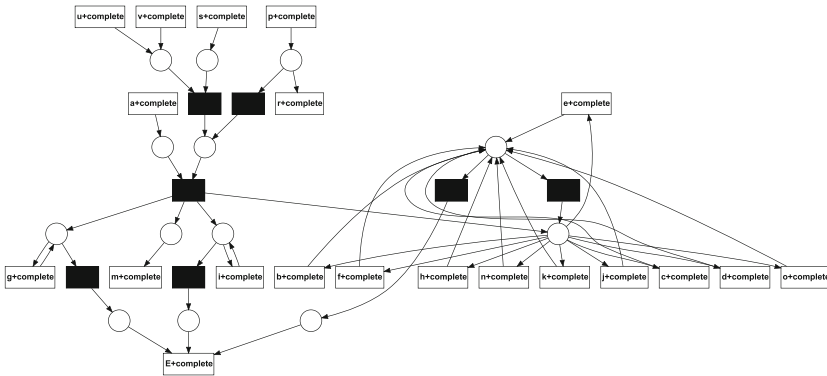 u+complete
v+complete
s+complete
p+complete
a+complete
r+complete
e+complete
g+complete
m+complete
i+complete
b+complete
f+complete
h+complete
n+complete
k+complete
j+complete
c+complete
d+complete
o+complete
E+complete